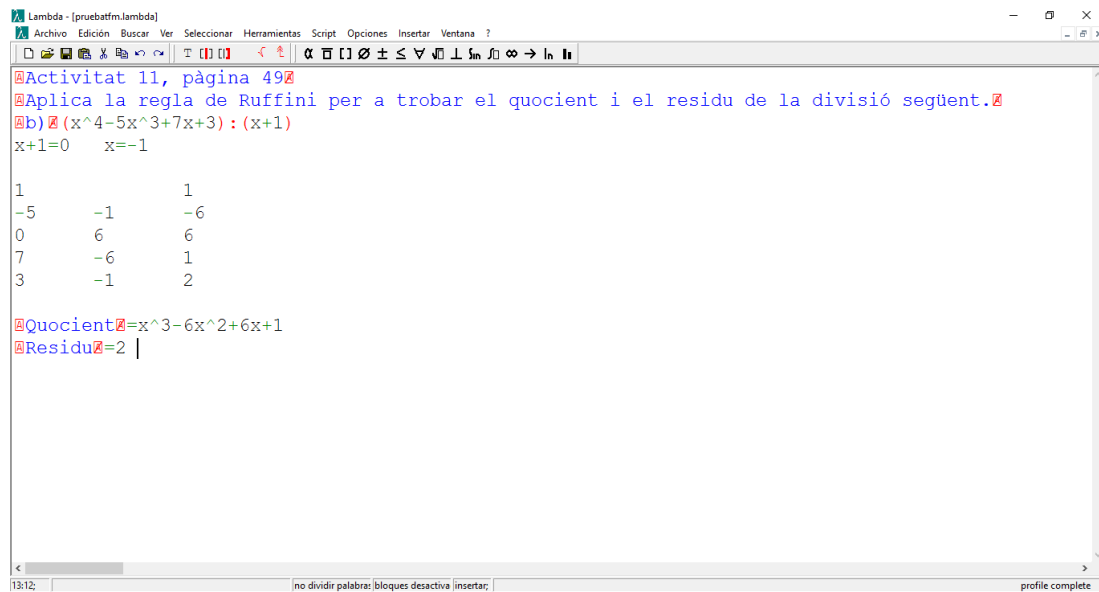 Lambda - [pruebatfm.lambda]
Archivo Edición Buscar Ver Seleccionar Herramientas Script Opciones Insertar Ventana ?
T [] [] α π [] Ø ± ≤ ∀ √ ⊥ Sin ∫ ∞ → ln
Activitat 11, pàgina 49
Aplica la regla de Ruffini per a trobar el quocient i el residu de la divisió següent.
b) (x^4-5x^3+7x+3):(x+1)
x+1=0 x=-1
1 1
-5 -1 -6
0 6 6
7 -6 1
3 -1 2
Quocient=x^3-6x^2+6x+1
Residu=2
13:12; no dividir palabra: bloques desactiva insertar; profile complete